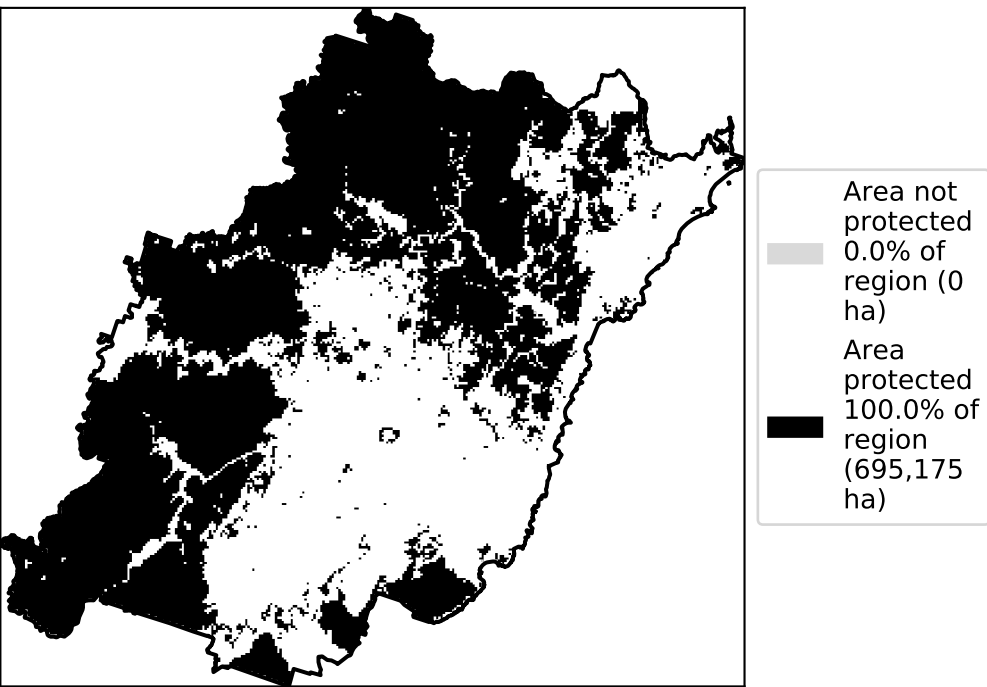 Area not
protected
0.0% of
region (0
ha)
Area
protected
100.0% of
region
(695,175
ha)